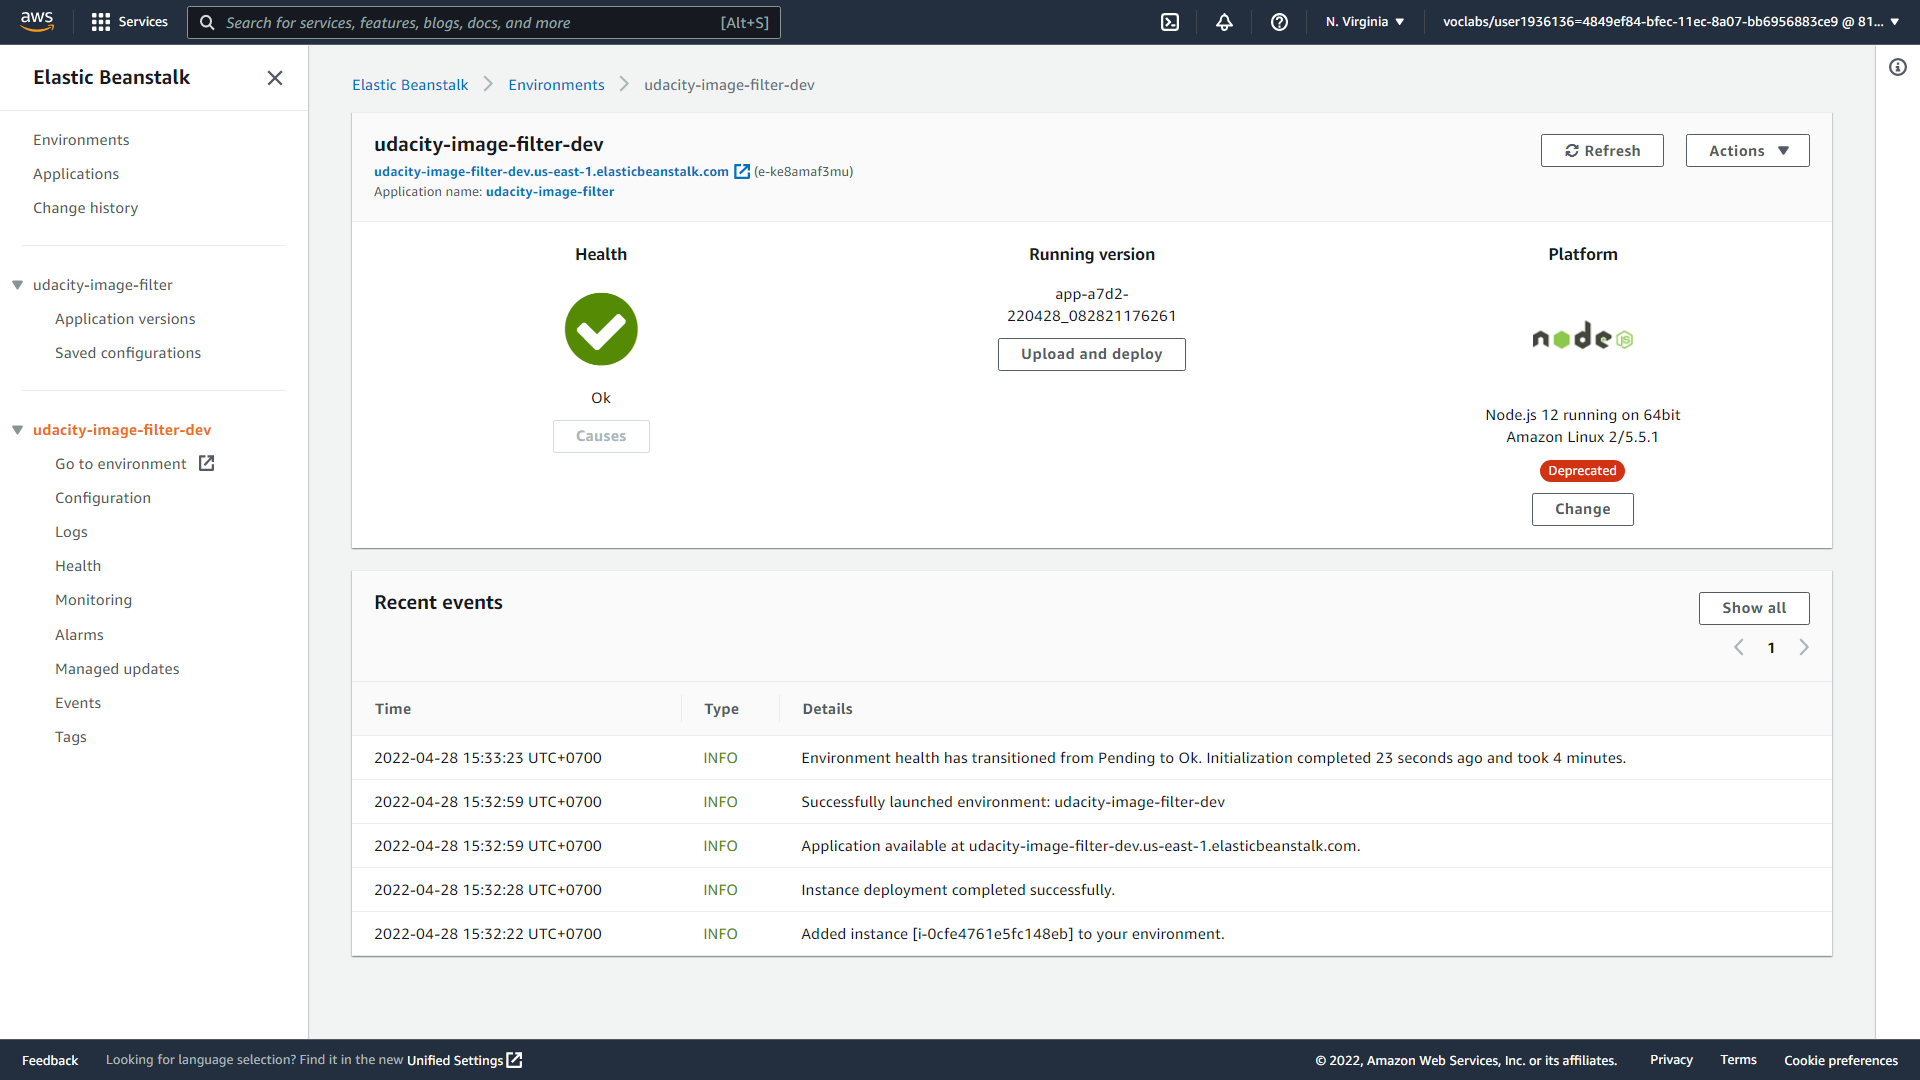 aws
Services
Search for services, features, blogs, docs, and more
[Alt+S]
N. Virginia
voclabs/user1936136=4849ef84-bfec-11ec-8a07-bb6956883ce9 @ 81...
Elastic Beanstalk
Environments
Applications
Change history
udacity-image-filter
Application versions
Saved configurations
udacity-image-filter-dev
Go to environment
Configuration
Logs
Health
Monitoring
Alarms
Managed updates
Events
Tags
Elastic Beanstalk
Environments
udacity-image-filter-dev
udacity-image-filter-dev
udacity-image-filter-dev.us-east-1.elasticbeanstalk.com (e-ke8amaf3mu)
Application name: udacity-image-filter
Refresh
Actions
Health
Ok
Causes
Running version
app-a7d2-
220428_082821176261
Upload and deploy
Platform
node
JS
Node.js 12 running on 64bit
Amazon Linux 2/5.5.1
Deprecated
Change
Recent events
Show all
1
Time Type Details
2022-04-28 15:33:23 UTC+0700 INFO Environment health has transitioned from Pending to Ok. Initialization completed 23 seconds ago and took 4 minutes.
2022-04-28 15:32:59 UTC+0700 INFO Successfully launched environment: udacity-image-filter-dev
2022-04-28 15:32:59 UTC+0700 INFO Application available at udacity-image-filter-dev.us-east-1.elasticbeanstalk.com.
2022-04-28 15:32:28 UTC+0700 INFO Instance deployment completed successfully.
2022-04-28 15:32:22 UTC+0700 INFO Added instance [i-0cfe4761e5fc148eb] to your environment.
Feedback
Looking for language selection? Find it in the new Unified Settings
© 2022, Amazon Web Services, Inc. or its affiliates.
Privacy
Terms
Cookie preferences